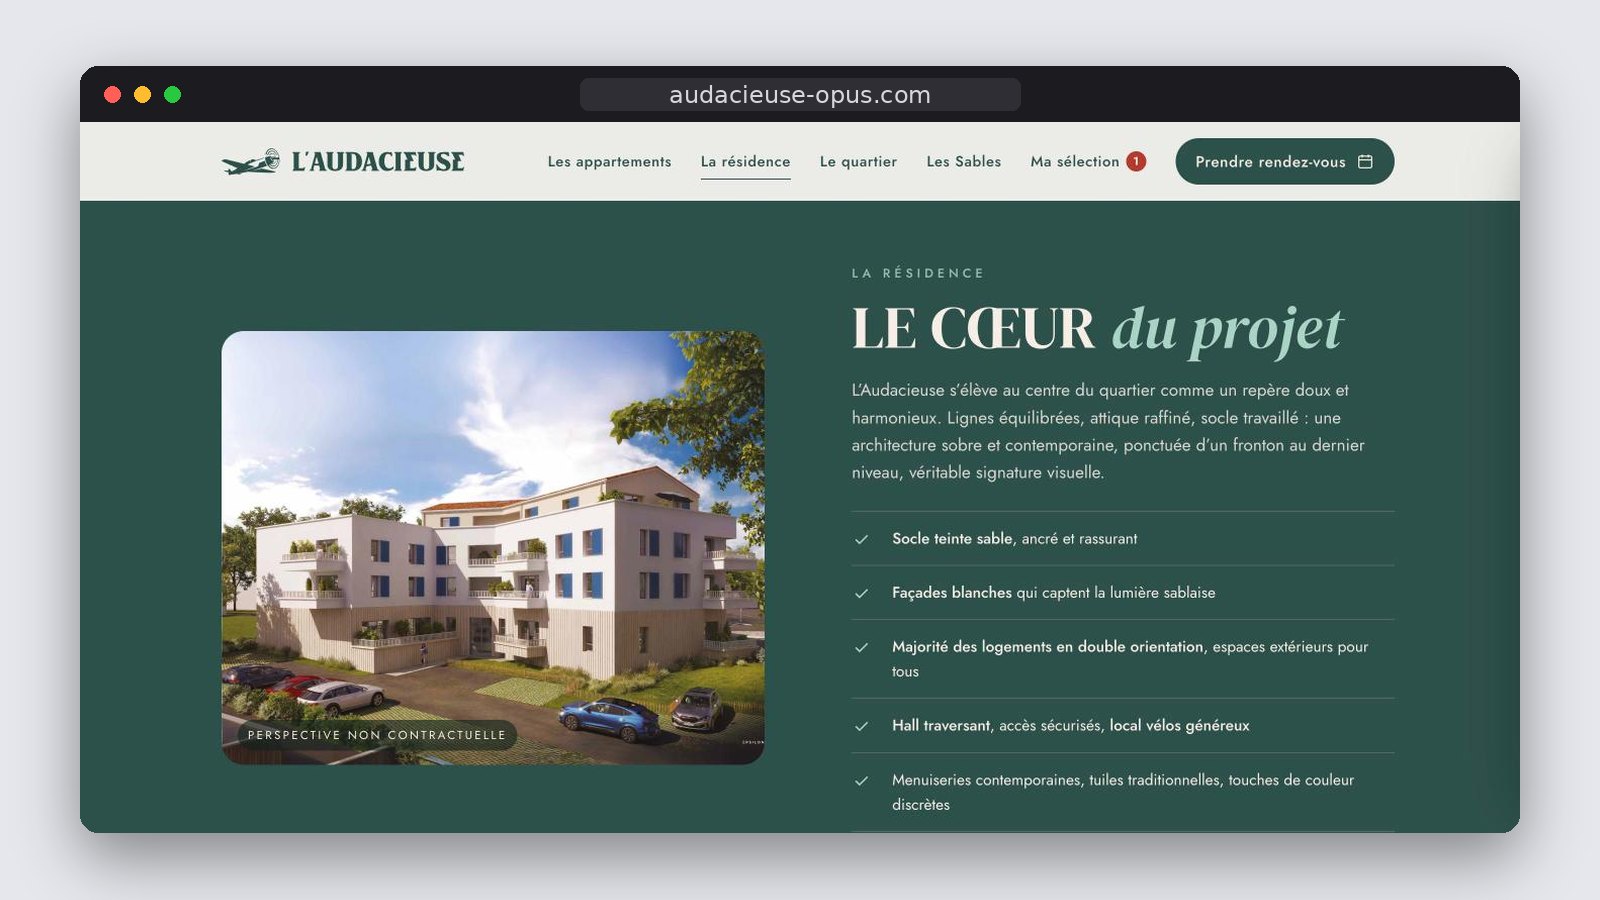 audacieuse-opus.com
L'AUDACIEUSE
Les appartements
La résidence
Le quartier
Les Sables
Ma sélection 1
Prendre rendez-vous
LA RÉSIDENCE
LE CŒUR du projet
L'Audacieuse s'élève au centre du quartier comme un repère doux et
harmonieux. Lignes équilibrées, attique raffiné, socle travaillé : une
architecture sobre et contemporaine, ponctuée d'un fronton au dernier
niveau, véritable signature visuelle.
Socle teinte sable, ancré et rassurant
Façades blanches qui captent la lumière sablaise
Majorité des logements en double orientation, espaces extérieurs pour
tous
Hall traversant, accès sécurisés, local vélos généreux
Menuiseries contemporaines, tuiles traditionnelles, touches de couleur
discrètes
PERSPECTIVE NON CONTRACTUELLE